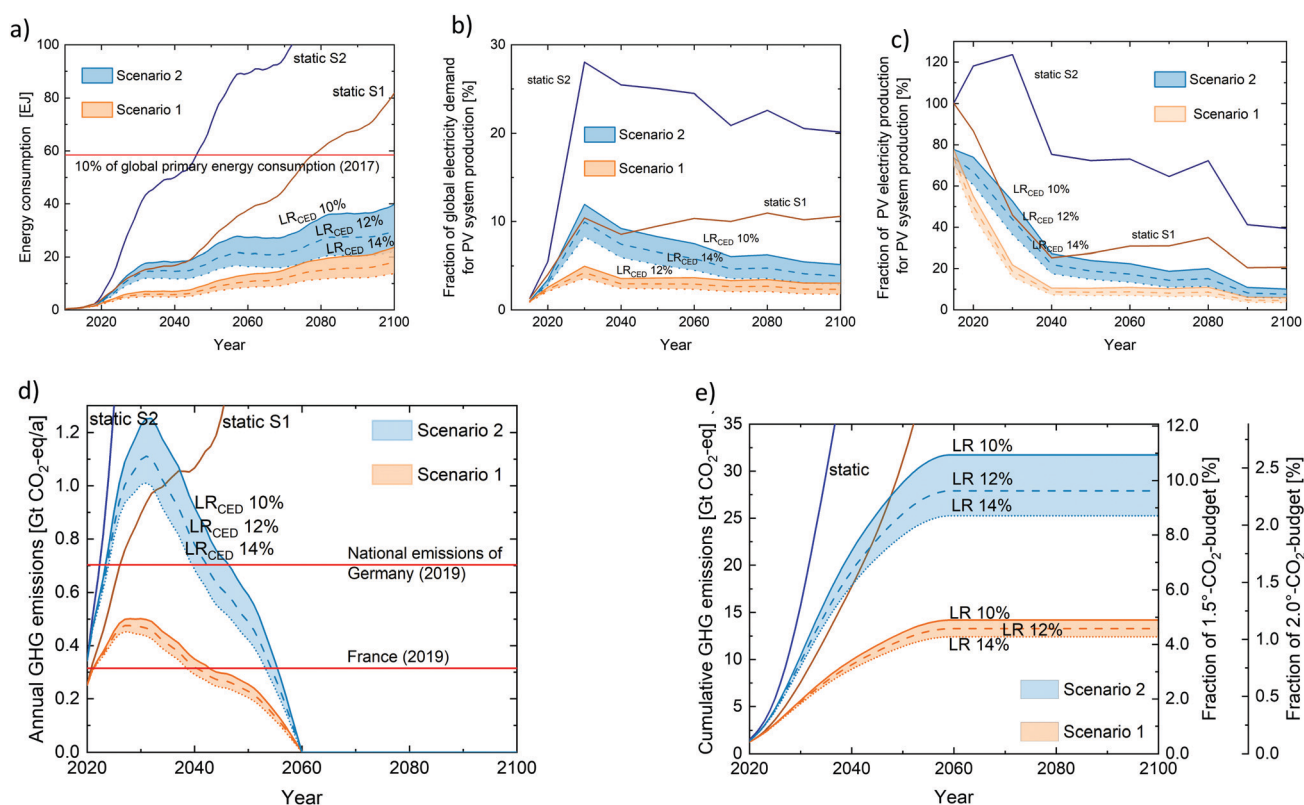 a)
100
80
60
40
20
0
Energy consumption [EJ]
Scenario 2
Scenario 1
static S2
static S1
10% of global primary energy consumption (2017)
LRCED 10%
LRCED 12%
LRCED 14%
2020 2040 2060 2080 2100
Year
b)
30
20
10
0
Fraction of global electricity demand
for PV system production [%]
static S2
Scenario 2
Scenario 1
static S1
LRCED 10%
LRCED 14%
LRCED 12%
2020 2040 2060 2080 2100
Year
c)
120
100
80
60
40
20
0
Fraction of PV electricity production
for PV system production [%]
static S2
Scenario 2
Scenario 1
LRCED 10%
LRCED 12%
LRCED 14%
static S1
2020 2040 2060 2080 2100
Year
d)
1.2
1.0
0.8
0.6
0.4
0.2
0.0
Annual GHG emissions [Gt CO2-eq/a]
static S2
static S1
Scenario 2
Scenario 1
LRCED 10%
LRCED 12%
LRCED 14%
National emissions of
Germany (2019)
France (2019)
2020 2040 2060 2080 2100
Year
e)
35
30
25
20
15
10
5
0
Cumulative GHG emissions [Gt CO2-eq]
static
LR 10%
LR 12%
LR 14%
LR 10%
LR 12%
LR 14%
Scenario 2
Scenario 1
2020 2040 2060 2080 2100
Year
12.0
10.0
8.0
6.0
4.0
2.0
0.0
Fraction of 1.5°-CO2-budget [%]
2.5
2.0
1.5
1.0
0.5
0.0
Fraction of 2.0°-CO2-budget [%]